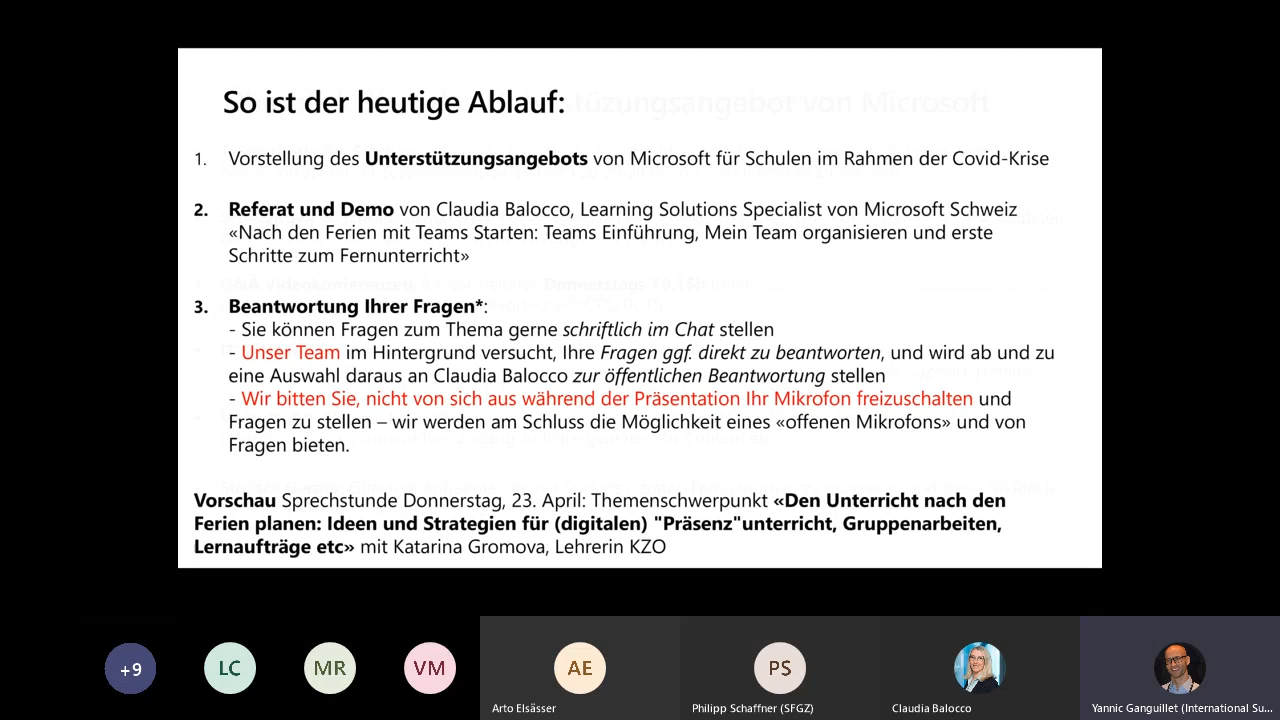 So ist der heutige Ablauf:
1. Vorstellung des Unterstützungsangebots von Microsoft für Schulen im Rahmen der Covid-Krise
2. Referat und Demo von Claudia Balocco, Learning Solutions Specialist von Microsoft Schweiz
«Nach den Ferien mit Teams Starten: Teams Einführung, Mein Team organisieren und erste
Schritte zum Fernunterricht»
3. Beantwortung Ihrer Fragen*:
- Sie können Fragen zum Thema gerne schriftlich im Chat stellen
- Unser Team im Hintergrund versucht, Ihre Fragen ggf. direkt zu beantworten, und wird ab und zu
eine Auswahl daraus an Claudia Balocco zur öffentlichen Beantwortung stellen
- Wir bitten Sie, nicht von sich aus während der Präsentation Ihr Mikrofon freizuschalten und
Fragen zu stellen – wir werden am Schluss die Möglichkeit eines «offenen Mikrofons» und von
Fragen bieten.
Vorschau Sprechstunde Donnerstag, 23. April: Themenschwerpunkt «Den Unterricht nach den
Ferien planen: Ideen und Strategien für (digitalen) "Präsenz"unterricht, Gruppenarbeiten,
Lernaufträge etc» mit Katarina Gromova, Lehrerin KZO
+9 LC MR VM AE PS
Arto Elsässer Philipp Schaffner (SFGZ) Claudia Balocco Yannic Ganguillet (International Su...